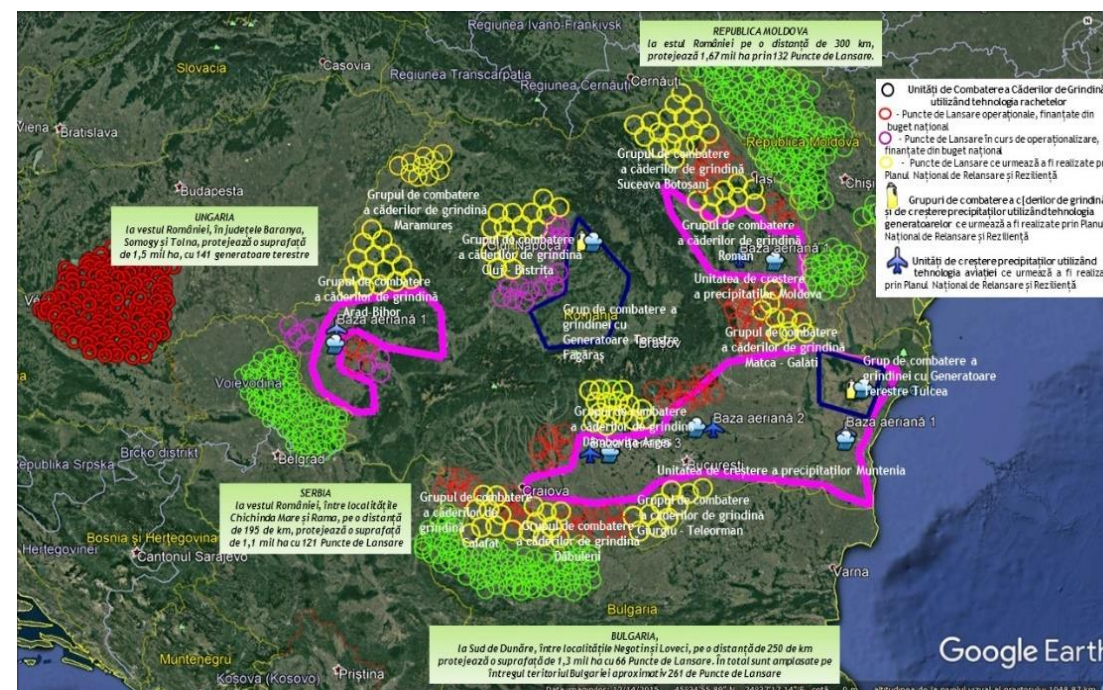 Regiunea Ivano-Frankivsk
REPUBLICA MOLDOVA
la estul României pe o distanță de 300 km,
protejează 1,67 mil ha prin 132 Puncte de Lansare.
Slovacia
Casovia
Regiunea Transcarpatia
Regiunea Cernăuți
Cernăuți
Viena
Bratislava
Unități de Combatere a Căderilor de Grindină
utilizând tehnologia rachetelor
- Puncte de Lansare operaționale, finanțate din
buget național
- Puncte de Lansare în curs de operaționalizare,
finanțate din buget național
- Puncte de Lansare ce urmează a fi realizate pr
Planul Național de Relansare și Reziliență
Grupuri de combatere a c[derilor de grindină
și de creștere precipitațiilor utilizând tehnologia
generatoarelor ce urmează a fi realizate prin Planu
Național de Relansare și Reziliență
Unități de creștere precipitațiilor utilizând
tehnologia aviației ce urmează a fi realiza
prin Planul Național de Relansare și Reziliență
Republica Moldova
Grupul de combatere
a căderilor de grindină
Suceava Botoșani
Iași
Chiși
Budapesta
Grupul de combatere
a căderilor de grindină
Maramureș
UNGARIA
la vestul României, în județele Baranya,
Somogy și Tolna, protejează o suprafață
de 1,5 mil ha, cu 141 generatoare terestre
Grupul de combatere
a căderilor de grindină
Cluj - Bistrita
Grupul de combatere
a căderilor de grindină
Roman
Baza aeriană 1
Unitatea de creștere
a precipitațiilor Moldova
Grupul de combatere
a căderilor de grindină
Arad-Bihor
Baza aeriană 1
România
Grup de combatere a
grindinei cu
Generatoare Terestre
Făgăraș
Brașov
Grupul de combatere
a căderilor de grindină
Matca - Galați
Grup de combatere a
grindinei cu Generatoare
Terestre Tulcea
Voievodina
Grupul de combatere
a căderilor de grindină
Dâmbovița-Argeș
Baza aeriană 2
Baza aeriană 1
3
Republica Srpska
Brčko distrikt
Belgrad
București
Unitatea de creștere a precipitațiilor Muntenia
SERBIA
la vestul României, între localitățile
Chichinda Mare și Rama, pe o distanță
de 195 de km, protejează o suprafață
de 1,1 mil ha cu 121 Puncte de Lansare
Craiova
Grupul de combatere
a căderilor de
grindină
Calafat
Grupul de combatere
a căderilor de grindină
Dăbuleni
Grupul de combatere
a căderilor de grindină
Giurgiu - Teleorman
Bosnia și Herțegovina
Herțegoviner
Cantonul Sarajevo
Varna
Bulgaria
BULGARIA,
la Sud de Dunăre, între localitățile Negotin și Loveci, pe o distanță de 250 de km
protejează o suprafață de 1,3 mil ha cu 66 Puncte de Lansare. În total sunt amplasate pe
întregul teritoriul Bulgariei aproximativ 261 de Puncte de Lansare
Muntenegru
Kosova (Kosovo)
Priștina
Google Earth